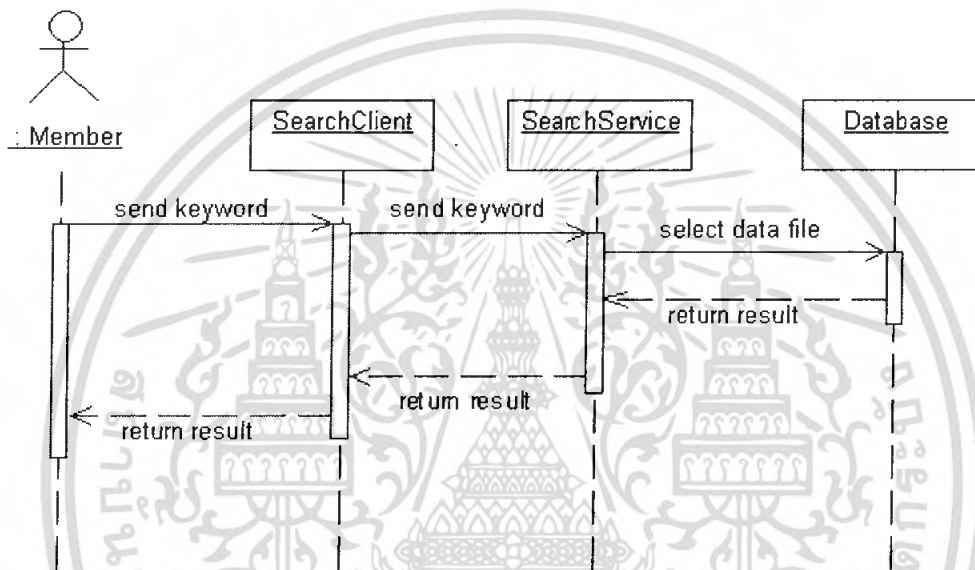 : Member
SearchClient
SearchService
Database
send keyword
send keyword
select data file
return result
return result
return result